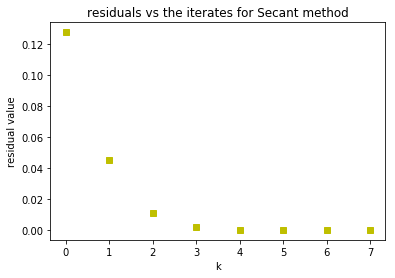 residuals vs the iterates for Secant method
0.12
0.10
0.08
0.06
0.04
0.02
0.00
residual value
0 1 2 3 4 5 6 7
k